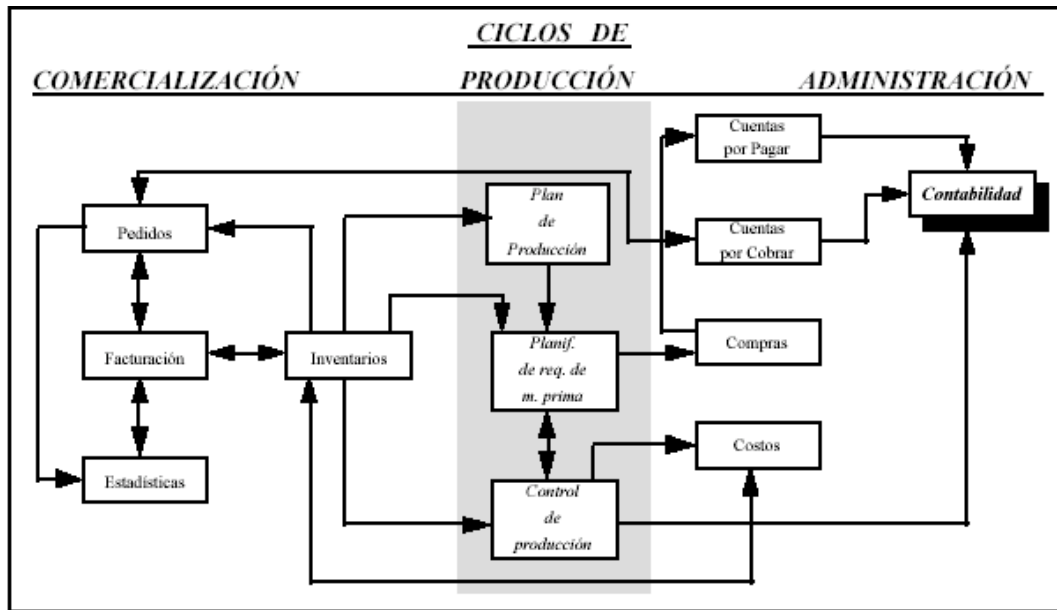 CICLOS DE
COMERCIALIZACIÓN
PRODUCCIÓN
ADMINISTRACIÓN
Cuentas
por Pagar
Contabilidad
Plan
de
Producción
Pedidos
Cuentas
por Cobrar
Facturación
Inventarios
Planif.
de req. de
m. prima
Compras
Estadísticas
Control
de
producción
Costos